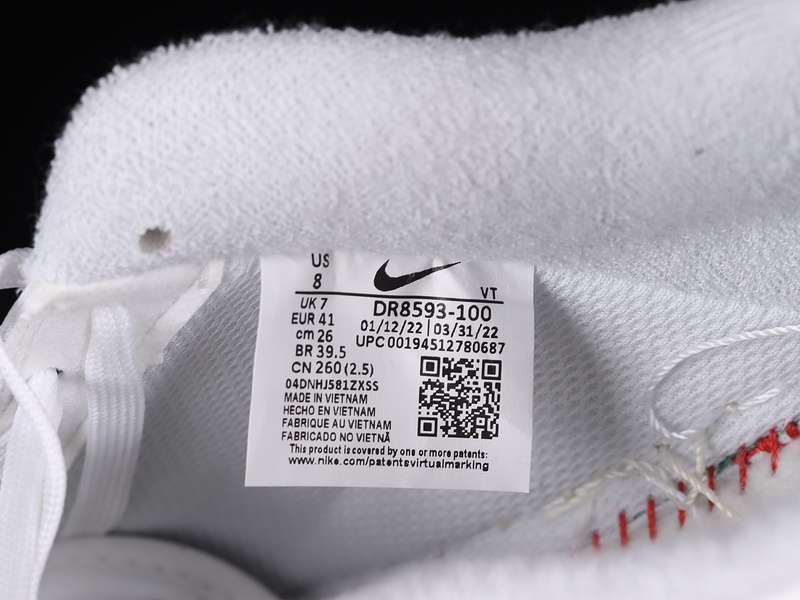 US
8
VT
UK 7
DR8593-100
EUR 41
01/12/22 | 03/31/22
cm 26
UPC 00194512780687
BR 39.5
CN 260 (2.5)
04DNHJ581ZXSS
MADE IN VIETNAM
HECHO EN VIETNAM
FABRIQUE AU VIETNAM
FABRICADO NO VIETNÃ
This product is covered by one or more patents:
www.nike.com/patentsvirtualmarking